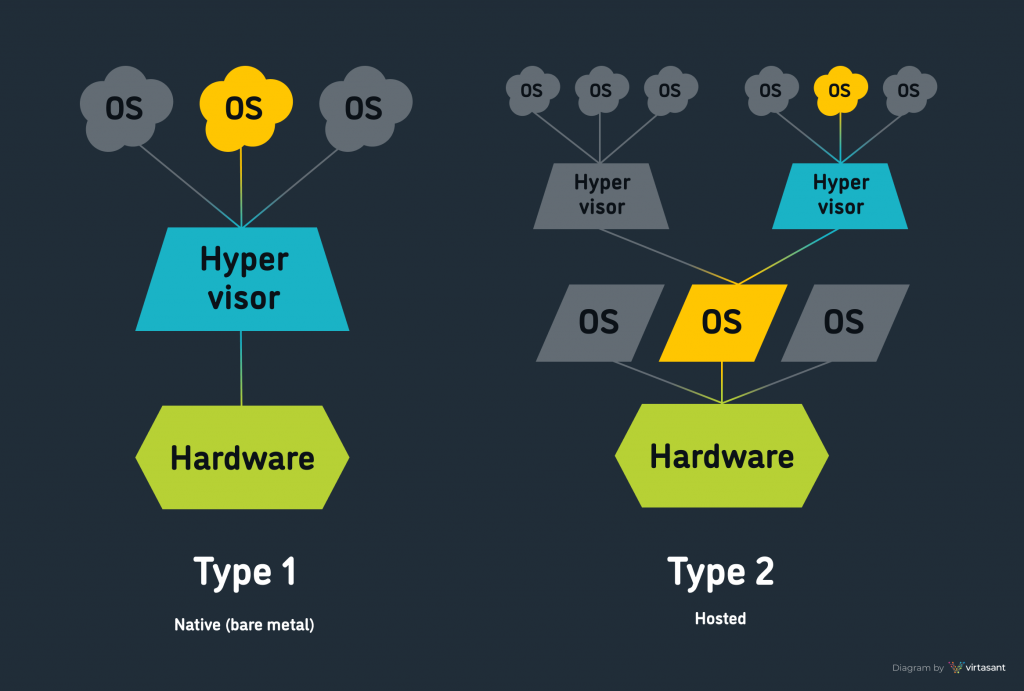 OS
OS
OS
Hyper
visor
Hardware
Type 1
Native (bare metal)
OS
OS
OS
OS
OS
OS
Hyper
visor
Hyper
visor
OS
OS
OS
Hardware
Type 2
Hosted
Diagram by virtasant